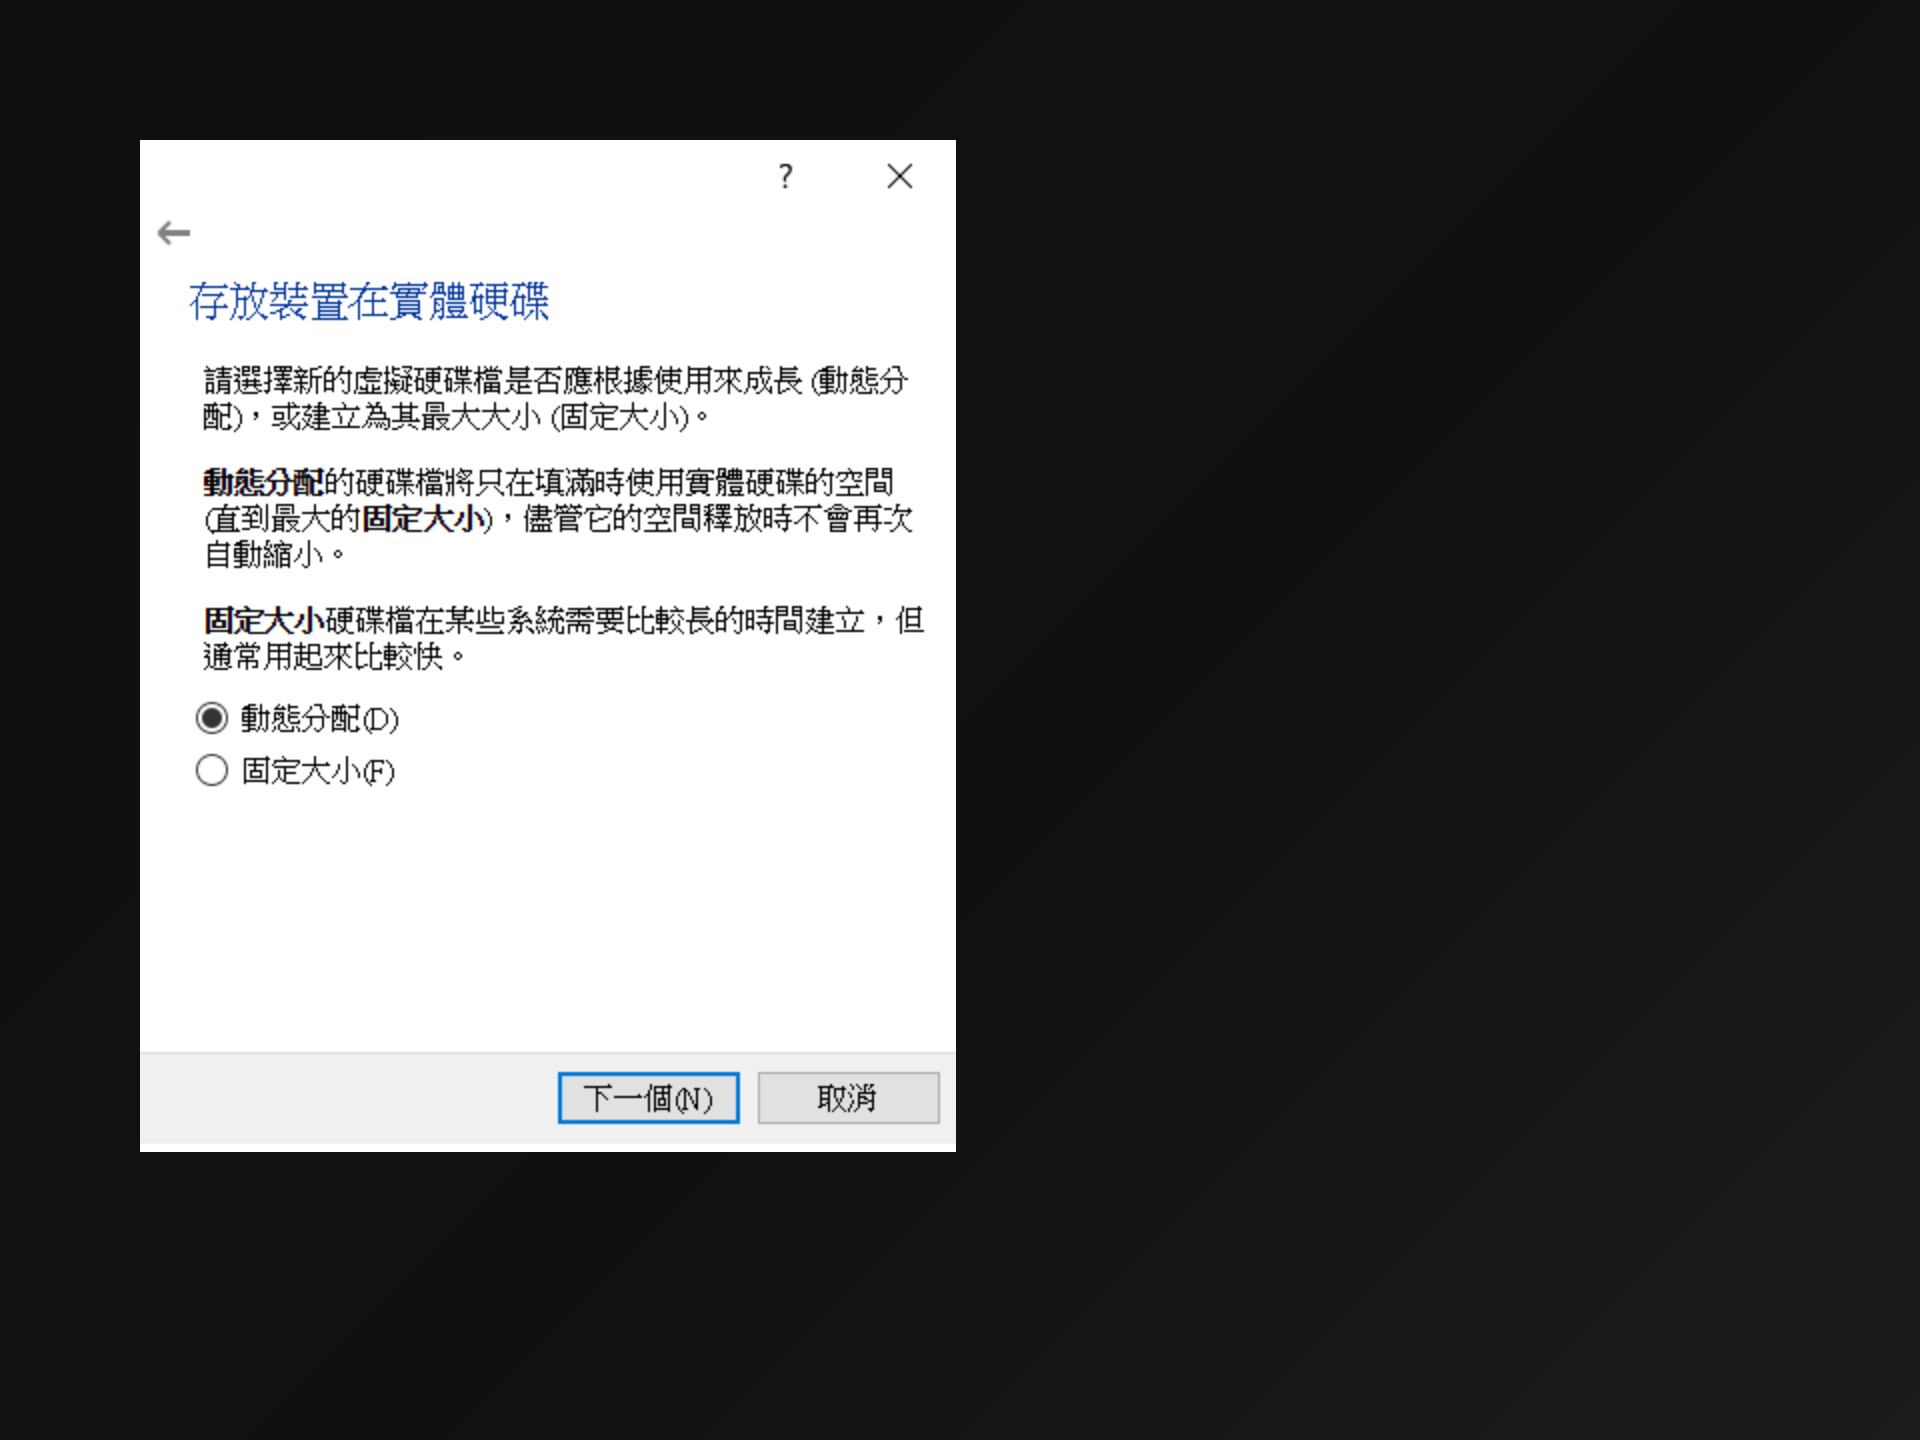 ?
存放裝置在實體硬碟
請選擇新的虛擬硬碟檔是否應根據使用來成長 (動態分
配)，或建立為其最大大小 (固定大小)。
動態分配的硬碟檔將只在填滿時使用實體硬碟的空間
(直到最大的固定大小)，儘管它的空間釋放時不會再次
自動縮小。
固定大小硬碟檔在某些系統需要比較長的時間建立，但
通常用起來比較快。
動態分配(D)
固定大小(F)
下一個(N)
取消